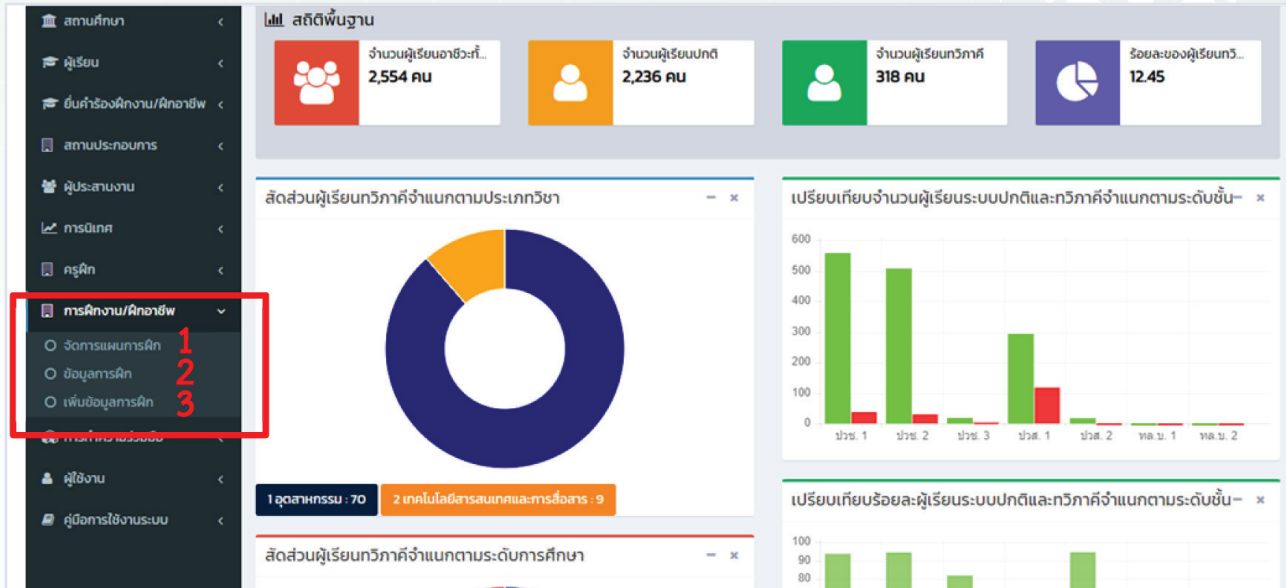 สถานศึกษา
ผู้เรียน
ยื่นคำร้องฝึกงาน/ฝึกอาชีพ
สถานประกอบการ
ผู้ประสานงาน
การนิเทศ
ครูฝึก
การฝึกงาน/ฝึกอาชีพ
จัดการแผนการฝึก 1
ข้อมูลการฝึก 2
เพิ่มข้อมูลการฝึก 3
ผู้ใช้งาน
คู่มือการใช้งานระบบ
สถิติพื้นฐาน
จำนวนผู้เรียนอาชีวะทั้...
2,554 คน
จำนวนผู้เรียนปกติ
2,236 คน
จำนวนผู้เรียนทวิภาคี
318 คน
ร้อยละของผู้เรียนทวิ...
12.45
สัดส่วนผู้เรียนทวิภาคีจำแนกตามประเภทวิชา
1 อุตสาหกรรม : 70
2 เทคโนโลยีสารสนเทศและการสื่อสาร : 9
สัดส่วนผู้เรียนทวิภาคีจำแนกตามระดับการศึกษา
เปรียบเทียบจำนวนผู้เรียนระบบปกติและทวิภาคีจำแนกตามระดับชั้น
600
500
400
300
200
100
0
ปวช. 1 ปวช. 2 ปวช. 3 ปวส. 1 ปวส. 2 ทล.บ. 1 ทล.บ. 2
เปรียบเทียบร้อยละผู้เรียนระบบปกติและทวิภาคีจำแนกตามระดับชั้น
100
90
80